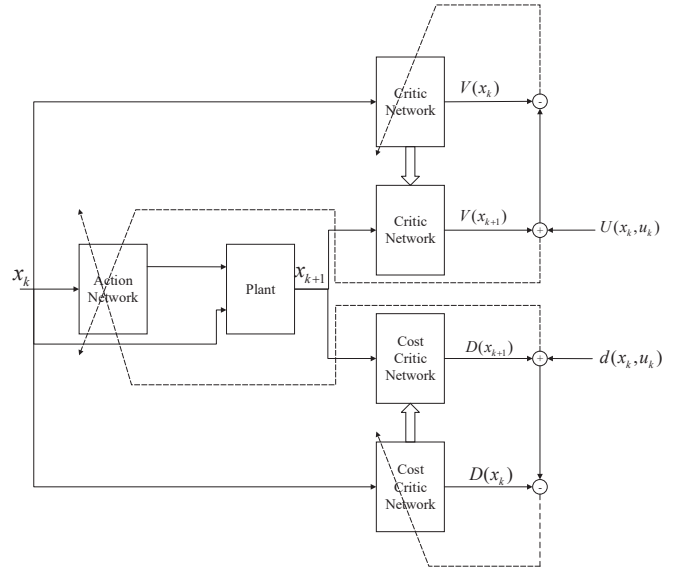 Critic
Network
V(x_k)
-
Critic
Network
V(x_{k+1})
+
U(x_k, u_k)
x_k
Action
Network
Plant
x_{k+1}
Cost
Critic
Network
D(x_{k+1})
+
d(x_k, u_k)
Cost
Critic
Network
D(x_k)
-